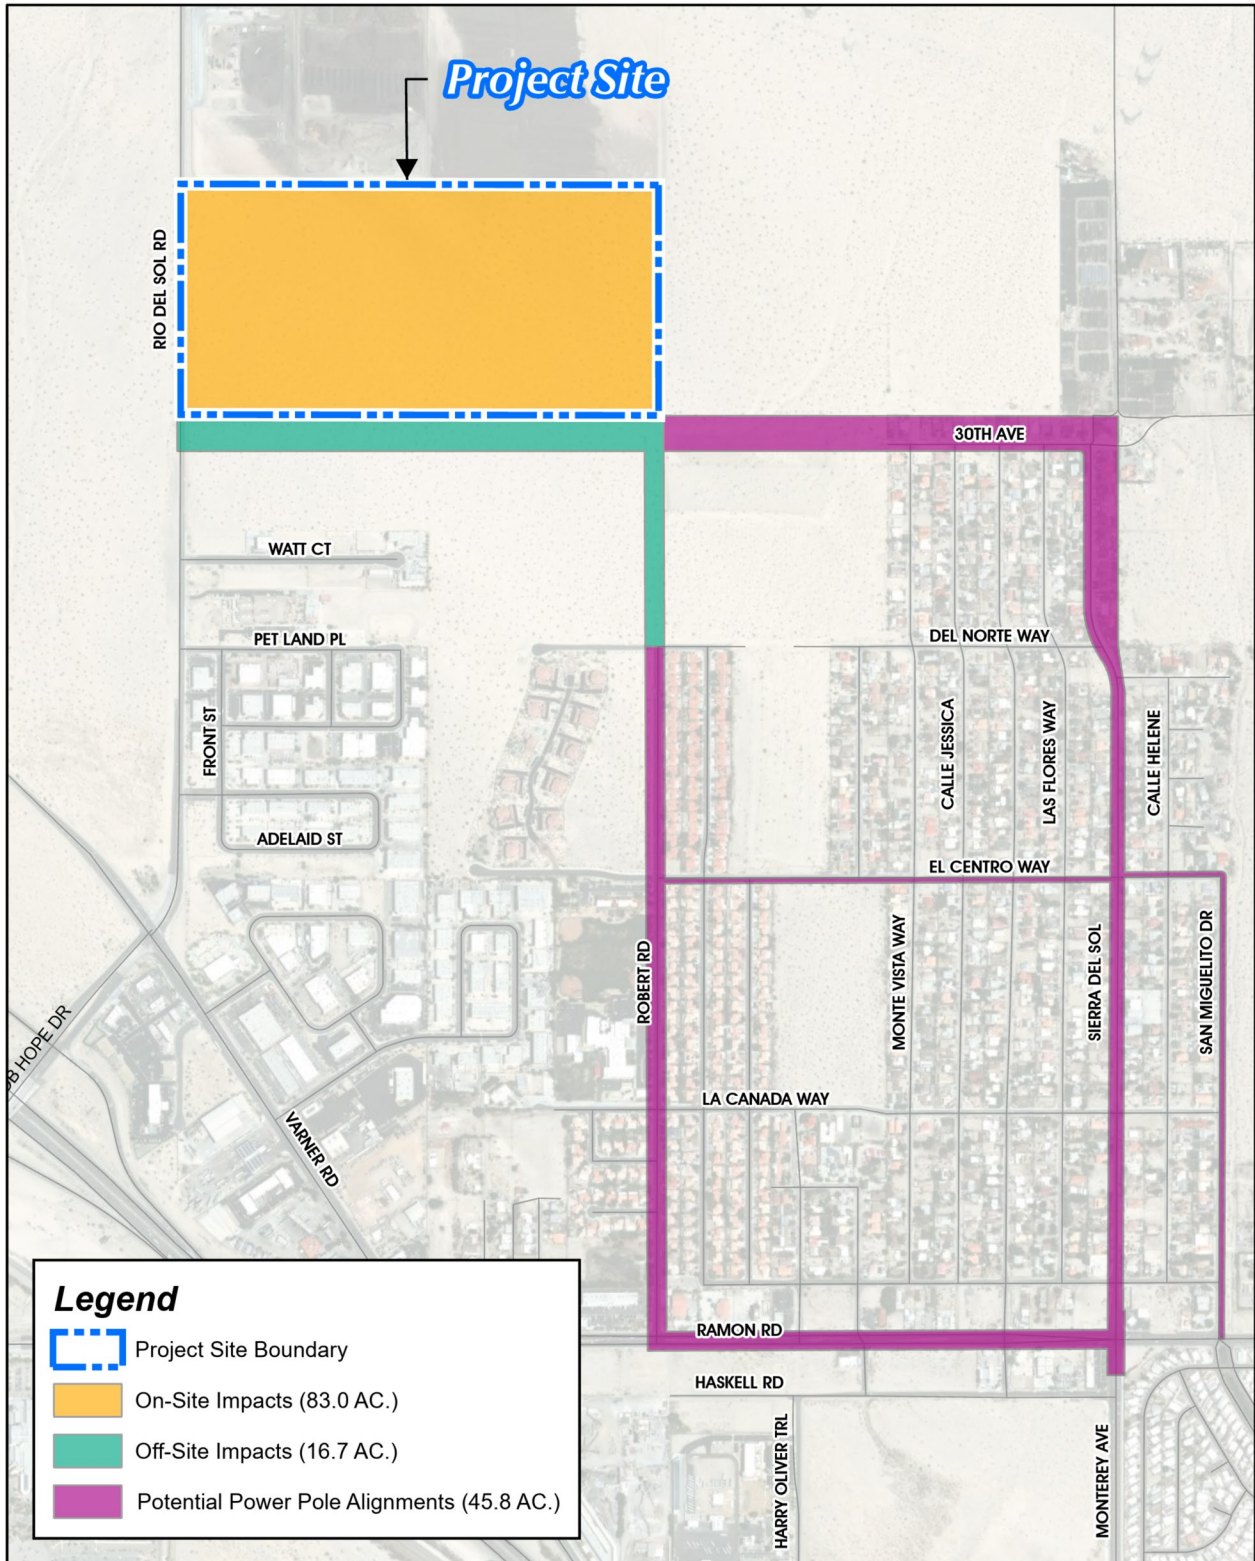 Project Site
RIO DEL SOL RD
30TH AVE
WATT CT
DEL NORTE WAY
PET LAND PL
FRONT ST
CALLE JESSICA
LAS FLORES WAY
CALLE HELENE
ADELAID ST
EL CENTRO WAY
ROBERT RD
MONTE VISTA WAY
SIERRA DEL SOL
SAN MIGUELITO DR
OB HOPE DR
LA CANADA WAY
VARNER RD
RAMON RD
HASKELL RD
HARRY OLIVER TRL
MONTEREY AVE
Legend
Project Site Boundary
On-Site Impacts (83.0 AC.)
Off-Site Impacts (16.7 AC.)
Potential Power Pole Alignments (45.8 AC.)